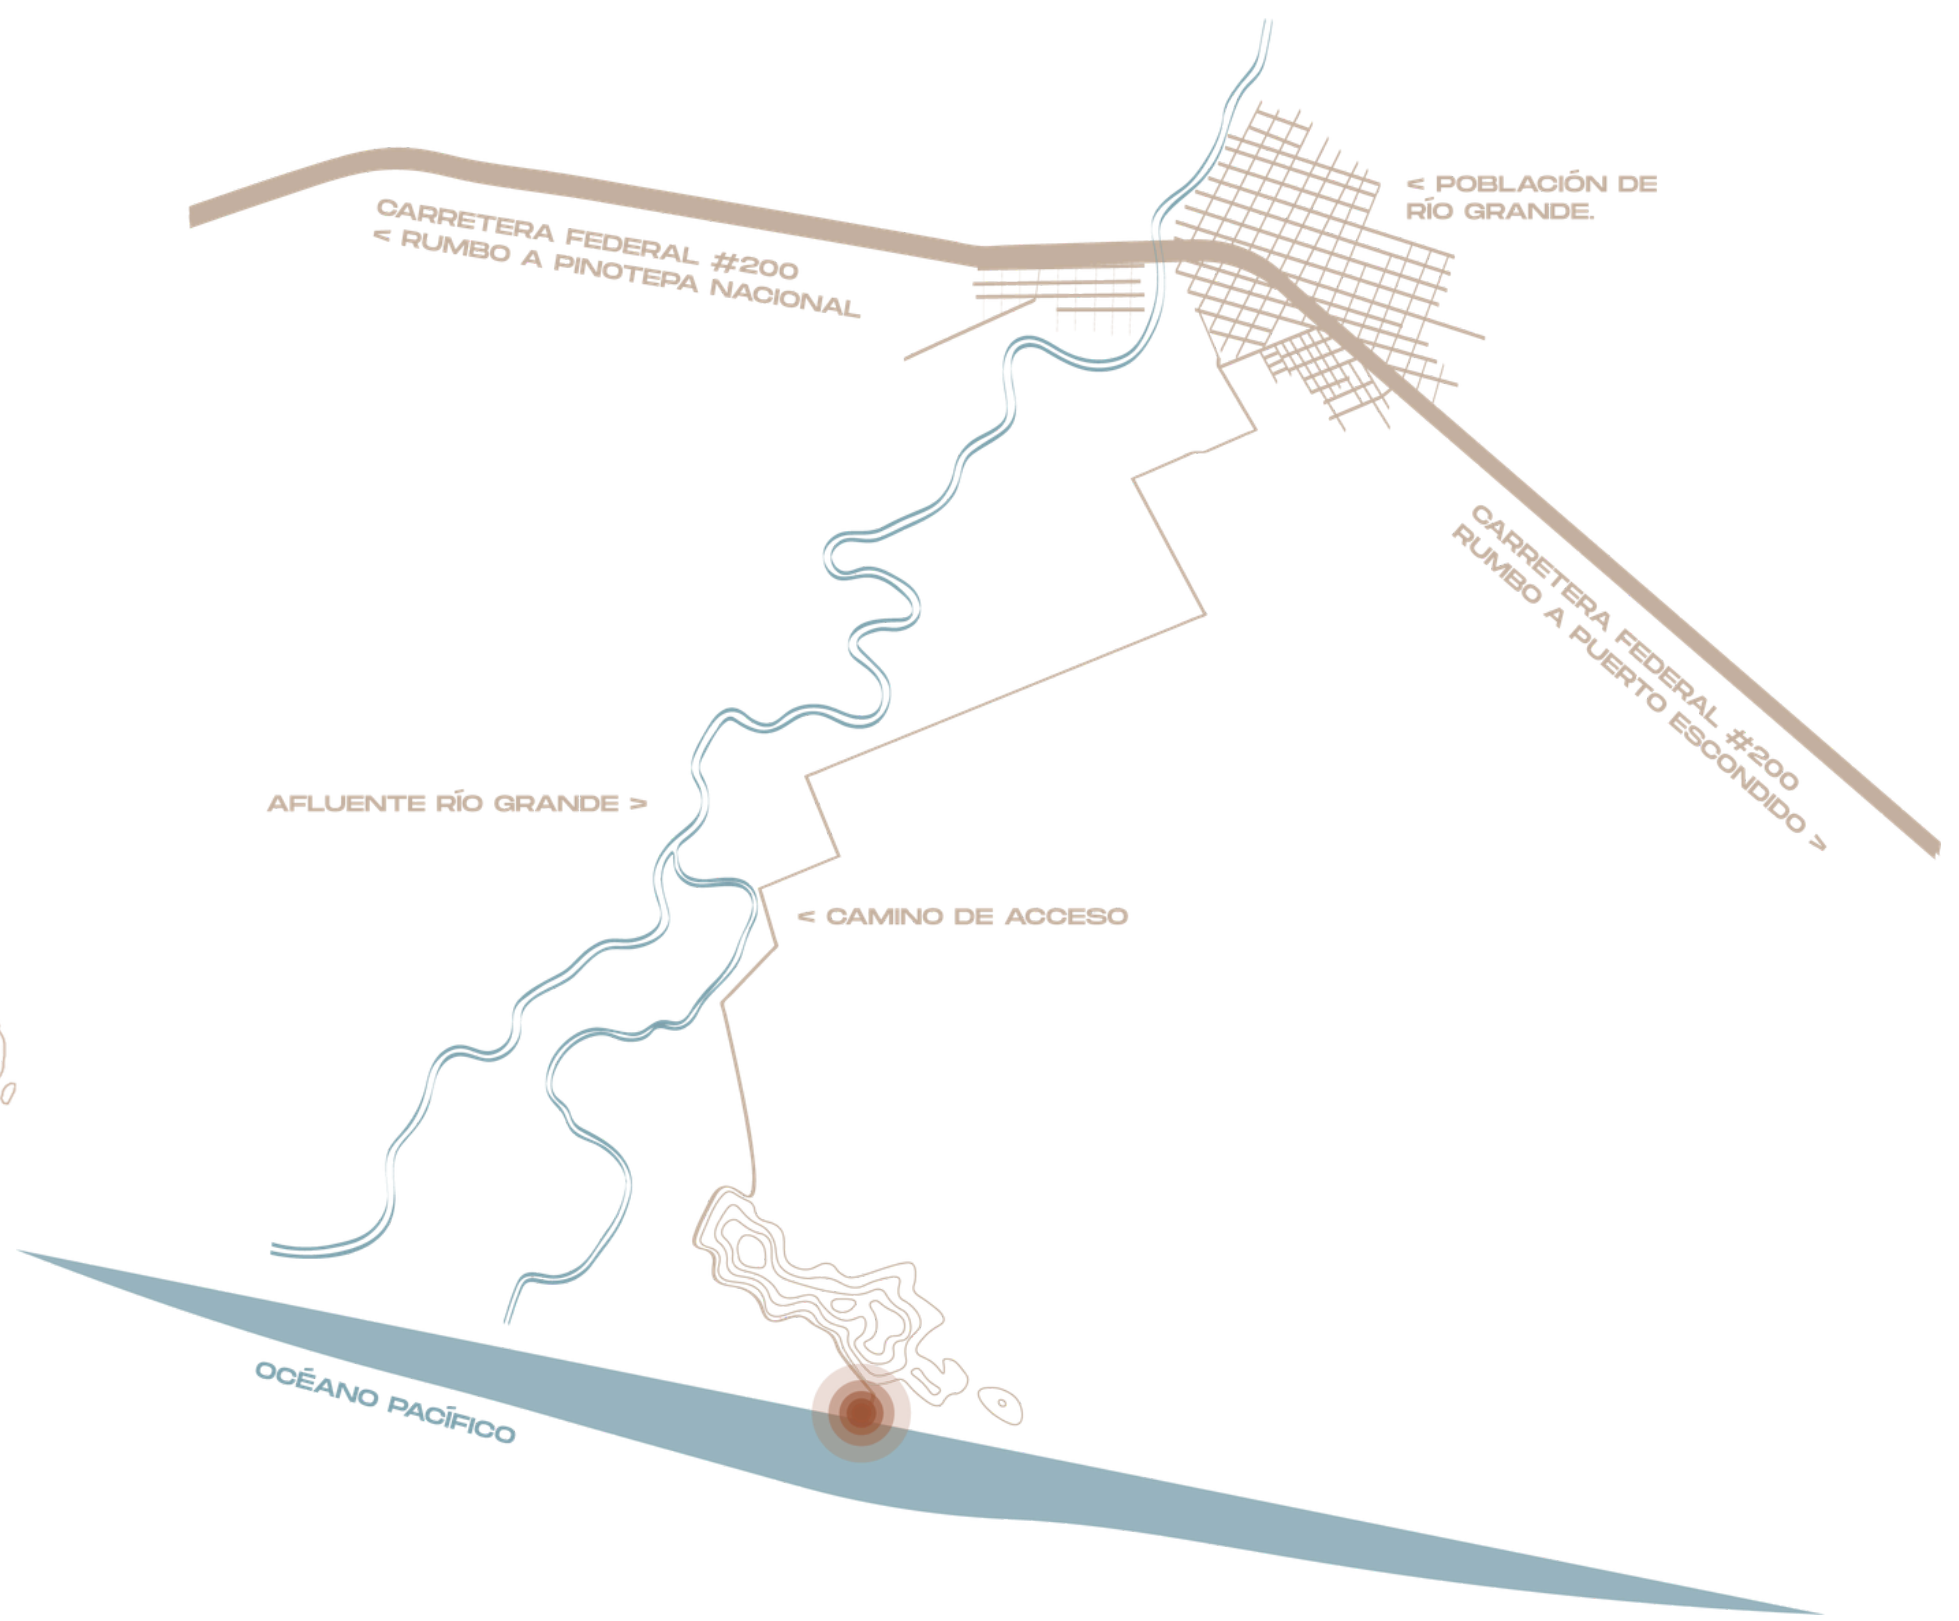 < POBLACIÓN DE
RÍO GRANDE.
CARRETERA FEDERAL #200
< RUMBO A PINOTEPA NACIONAL
CARRETERA FEDERAL #200
RUMBO A PUERTO ESCONDIDO >
AFLUENTE RÍO GRANDE >
< CAMINO DE ACCESO
OCÉANO PACÍFICO